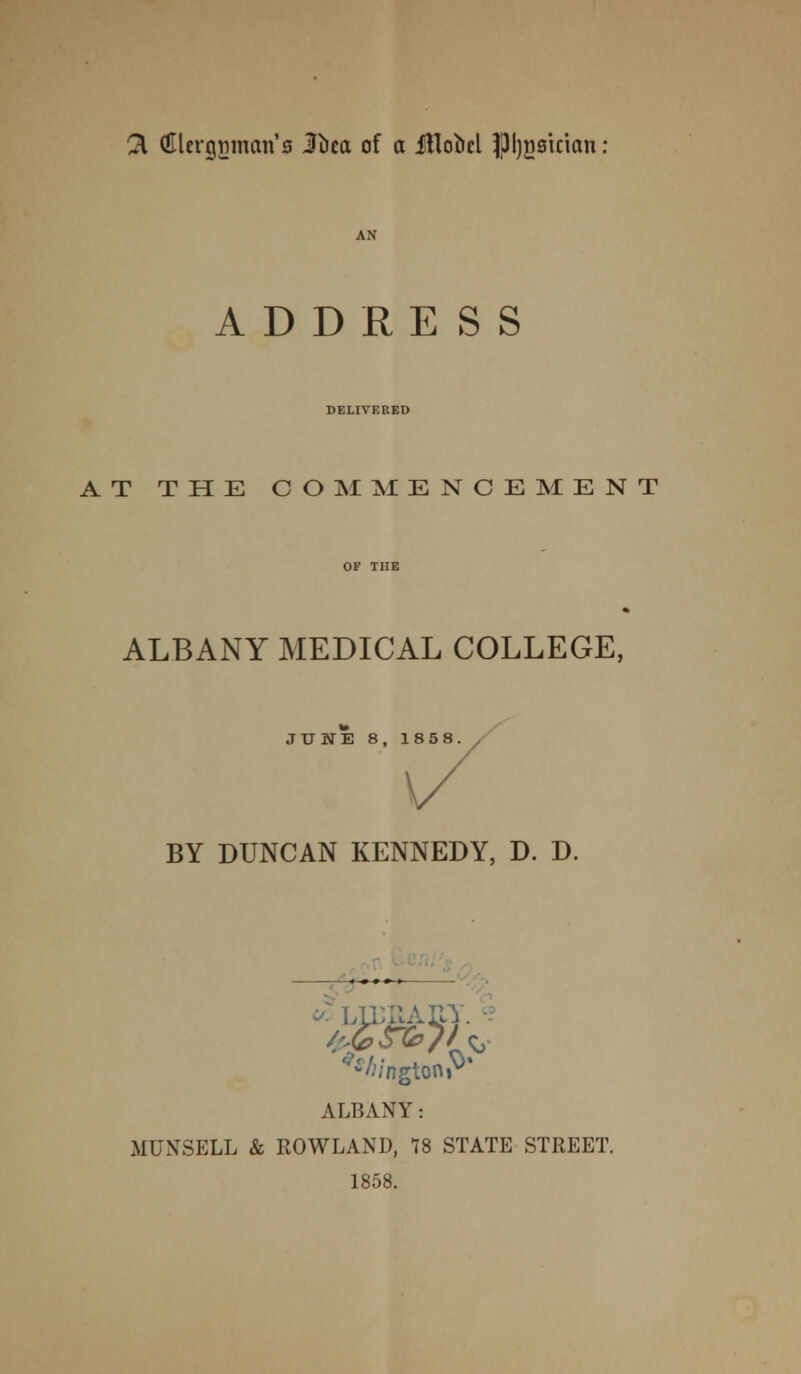 A Clergyman's Idea of a Model Physician:
AN
ADDRESS
DELIVERED
AT THE COMMENCEMENT
OF THE
ALBANY MEDICAL COLLEGE,
JUNE 8, 1858.
BY DUNCAN KENNEDY, D. D.
LIBRARY.
Washington,
ALBANY:
MUNSELL & ROWLAND, 78 STATE STREET.
1858.